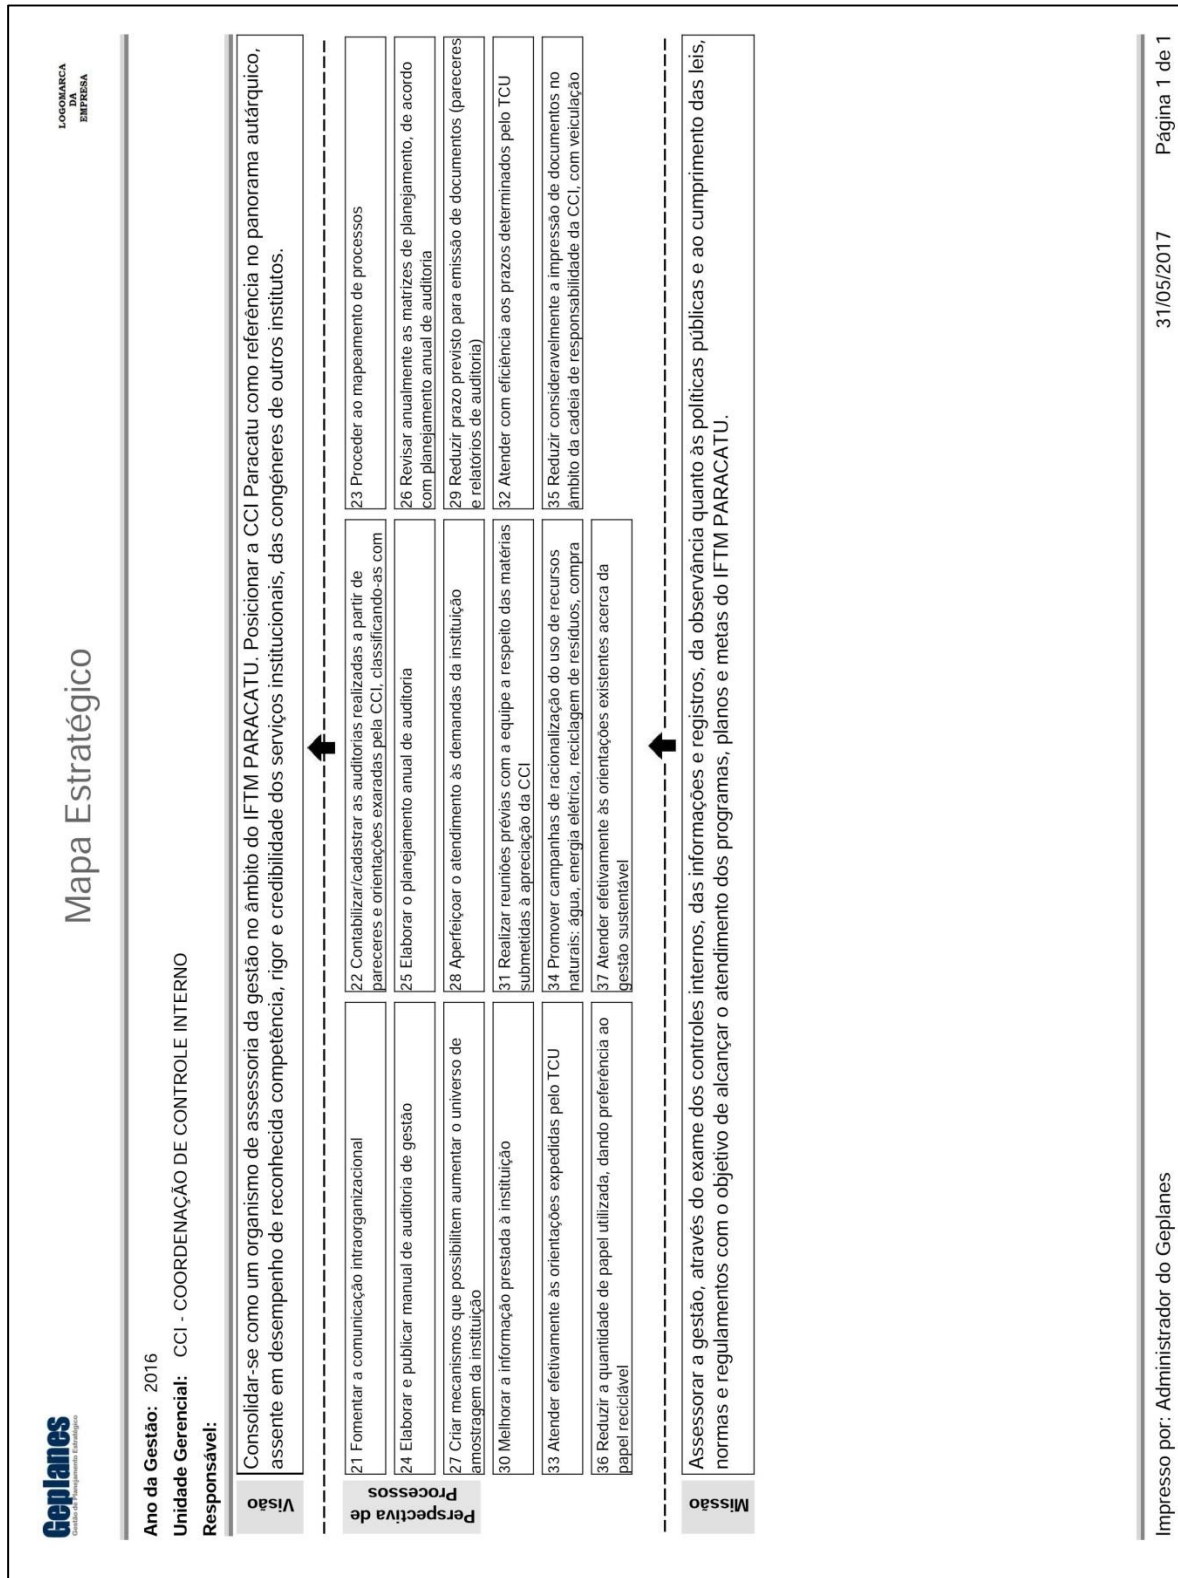 Geplanes
Gestão de Planejamento Estratégico
Mapa Estratégico
LOGOMARCA
DA
EMPRESA
Ano da Gestão: 2016
Unidade Gerencial: CCI - COORDENAÇÃO DE CONTROLE INTERNO
Responsável:
Visão
Consolidar-se como um organismo de assessoria da gestão no âmbito do IFTM PARACATU. Posicionar a CCI Paracatu como referência no panorama autárquico,
assente em desempenho de reconhecida competência, rigor e credibilidade dos serviços institucionais, das congéneres de outros institutos.
Perspectiva de
Processos
21 Fomentar a comunicação intraorganizacional
22 Contabilizar/cadastrar as auditorias realizadas a partir de
pareceres e orientações exaradas pela CCI, classificando-as com
23 Proceder ao mapeamento de processos
24 Elaborar e publicar manual de auditoria de gestão
25 Elaborar o planejamento anual de auditoria
26 Revisar anualmente as matrizes de planejamento, de acordo
com planejamento anual de auditoria
27 Criar mecanismos que possibilitem aumentar o universo de
amostragem da instituição
28 Aperfeiçoar o atendimento às demandas da instituição
29 Reduzir prazo previsto para emissão de documentos (pareceres
e relatórios de auditoria)
30 Melhorar a informação prestada à instituição
31 Realizar reuniões prévias com a equipe a respeito das matérias
submetidas à apreciação da CCI
32 Atender com eficiência aos prazos determinados pelo TCU
33 Atender efetivamente às orientações expedidas pelo TCU
34 Promover campanhas de racionalização do uso de recursos
naturais: água, energia elétrica, reciclagem de resíduos, compra
35 Reduzir consideravelmente a impressão de documentos no
âmbito da cadeia de responsabilidade da CCI, com veiculação
36 Reduzir a quantidade de papel utilizada, dando preferência ao
papel reciclável
37 Atender efetivamente às orientações existentes acerca da
gestão sustentável
Missão
Assessorar a gestão, através do exame dos controles internos, das informações e registros, da observância quanto às políticas públicas e ao cumprimento das leis,
normas e regulamentos com o objetivo de alcançar o atendimento dos programas, planos e metas do IFTM PARACATU.
Impresso por: Administrador do Geplanes
31/05/2017
Página 1 de 1